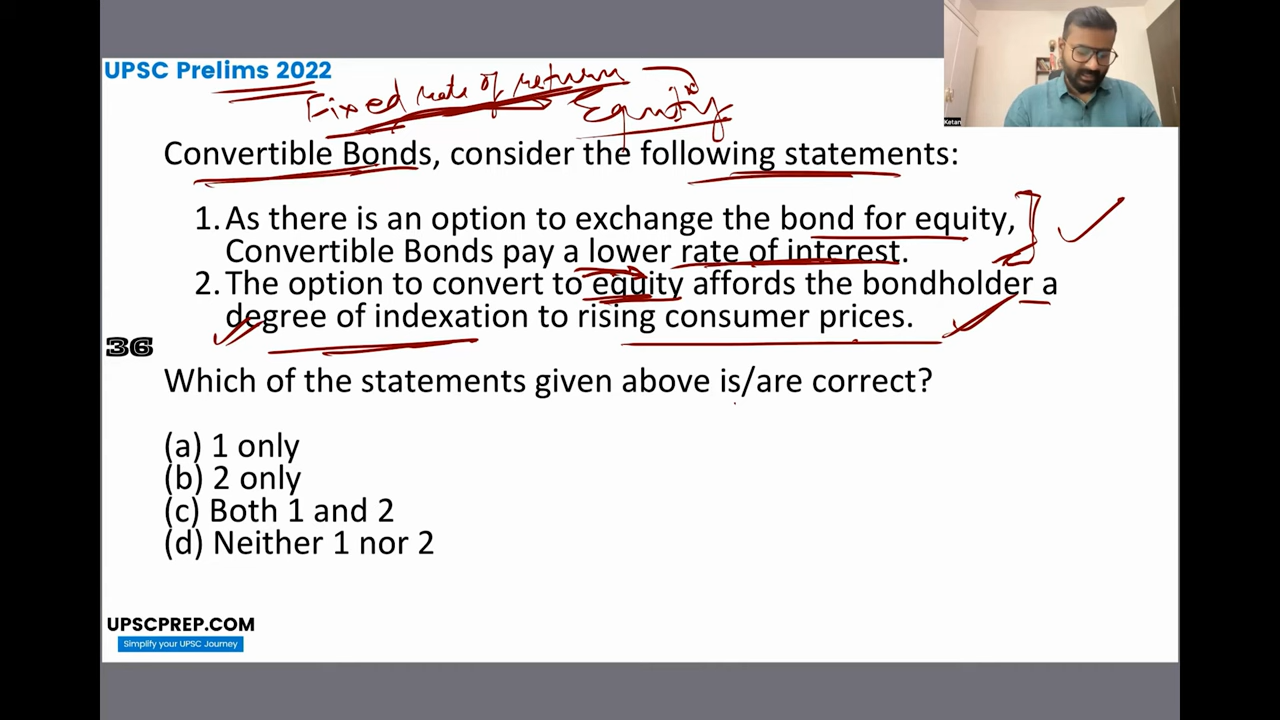 UPSC Prelims 2022
Fixed rate of return
Equity
Convertible Bonds, consider the following statements:
1. As there is an option to exchange the bond for equity,
Convertible Bonds pay a lower rate of interest.
2. The option to convert to equity affords the bondholder a
degree of indexation to rising consumer prices.
36
Which of the statements given above is/are correct?
(a) 1 only
(b) 2 only
(c) Both 1 and 2
(d) Neither 1 nor 2
UPSCPREP.COM
Simplify your UPSC Journey
Ketan